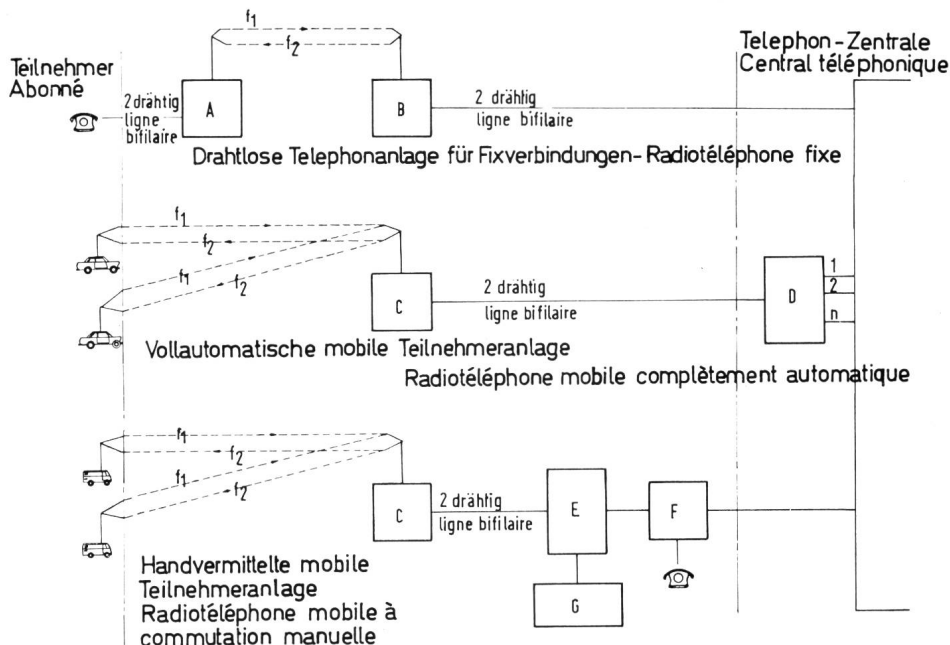 f1
f2
Teilnehmer
Abonné
2 drähtig
ligne
bifilaire
A
B
2 drähtig
ligne bifilaire
Telephon-Zentrale
Central téléphonique
Drahtlose Telephonanlage für Fixverbindungen-Radiotéléphone fixe
f1
f2
f1
f2
C
2 drähtig
ligne bifilaire
D
1
2
n
Vollautomatische mobile Teilnehmeranlage
Radiotéléphone mobile complètement automatique
f1
f2
f1
f2
C
2 drähtig
ligne bifilaire
E
F
G
Handvermittelte mobile
Teilnehmeranlage
Radiotéléphone mobile à
commutation manuelle